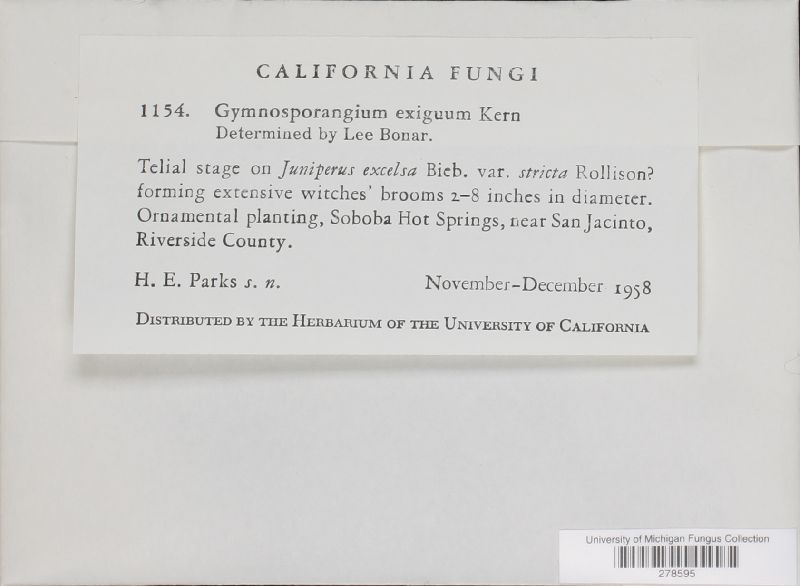 CALIFORNIA FUNGI
1154. Gymnosporangium exiguum Kern
Determined by Lee Bonar.
Telial stage on Juniperus excelsa Bieb. var. stricta Rollison?
forming extensive witches' brooms 2–8 inches in diameter.
Ornamental planting, Soboba Hot Springs, near San Jacinto,
Riverside County.
H. E. Parks s. n. November–December 1958
DISTRIBUTED BY THE HERBARIUM OF THE UNIVERSITY OF CALIFORNIA
University of Michigan Fungus Collection
278595